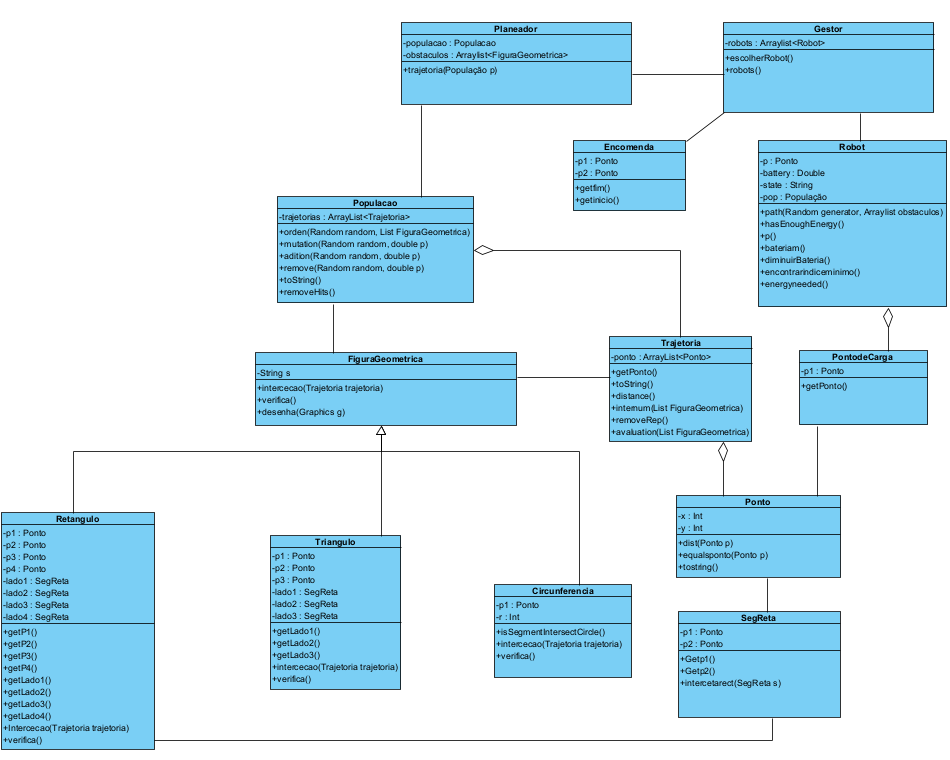 Planeador
-populacao : Populacao
-obstaculos : Arraylist<FiguraGeometrica>
+trajetoria(População p)
Gestor
-robots : Arraylist<Robot>
+escolherRobot()
+robots()
Encomenda
-p1 : Ponto
-p2 : Ponto
+getfim()
+getinicio()
Robot
-p : Ponto
-battery : Double
-state : String
-pop : População
+path(Random generator, Arraylist obstaculos)
+hasEnoughEnergy()
+p()
+bateriam()
+diminuirBateria()
+encontrarindiceminimo()
+energyneeded()
Populacao
-trajetorias : ArrayList<Trajetoria>
+orden(Random random, List FiguraGeometrica)
+mutation(Random random, double p)
+adition(Random random, double p)
+remove(Random random, double p)
+toString()
+removeHits()
FiguraGeometrica
-String s
+intercecao(Trajetoria trajetoria)
+verifica()
+desenha(Graphics g)
Trajetoria
-ponto : ArrayList<Ponto>
+getPonto()
+toString()
+distance()
+internum(List FiguraGeometrica)
+removeRep()
+avaluation(List FiguraGeometrica)
PontodeCarga
-p1 : Ponto
+getPonto()
Retangulo
-p1 : Ponto
-p2 : Ponto
-p3 : Ponto
-p4 : Ponto
-lado1 : SegReta
-lado2 : SegReta
-lado3 : SegReta
-lado4 : SegReta
+getP1()
+getP2()
+getP3()
+getP4()
+getLado1()
+getLado2()
+getLado3()
+getLado4()
+Intercecao(Trajetoria trajetoria)
+verifica()
Triangulo
-p1 : Ponto
-p2 : Ponto
-p3 : Ponto
-lado1 : SegReta
-lado2 : SegReta
-lado3 : SegReta
+getLado1()
+getLado2()
+getLado3()
+intercecao(Trajetoria trajetoria)
+verifica()
Circunferencia
-p1 : Ponto
-r : Int
+isSegmentIntersectCircle()
+intercecao(Trajetoria trajetoria)
+verifica()
Ponto
-x : Int
-y : Int
+dist(Ponto p)
+equalsponto(Ponto p)
+tostring()
SegReta
-p1 : Ponto
-p2 : Ponto
+Getp1()
+Getp2()
+intercetarect(SegReta s)